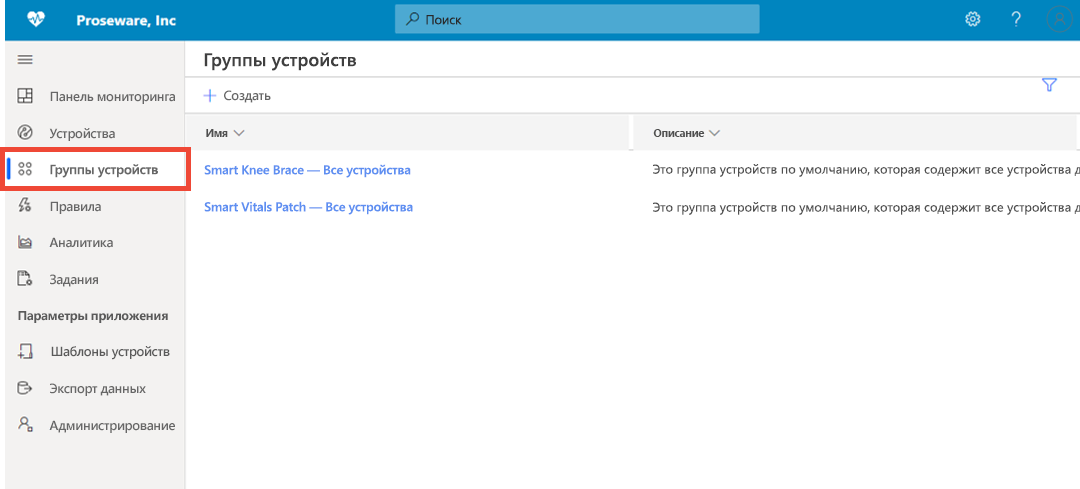 Proseware, Inc
Поиск
?
Группы устройств
Создать
Имя
Описание
Smart Knee Brace — Все устройства
Это группа устройств по умолчанию, которая содержит все устройства д
Smart Vitals Patch — Все устройства
Это группа устройств по умолчанию, которая содержит все устройства д
Панель мониторинга
Устройства
Группы устройств
Правила
Аналитика
Задания
Параметры приложения
Шаблоны устройств
Экспорт данных
Администрирование